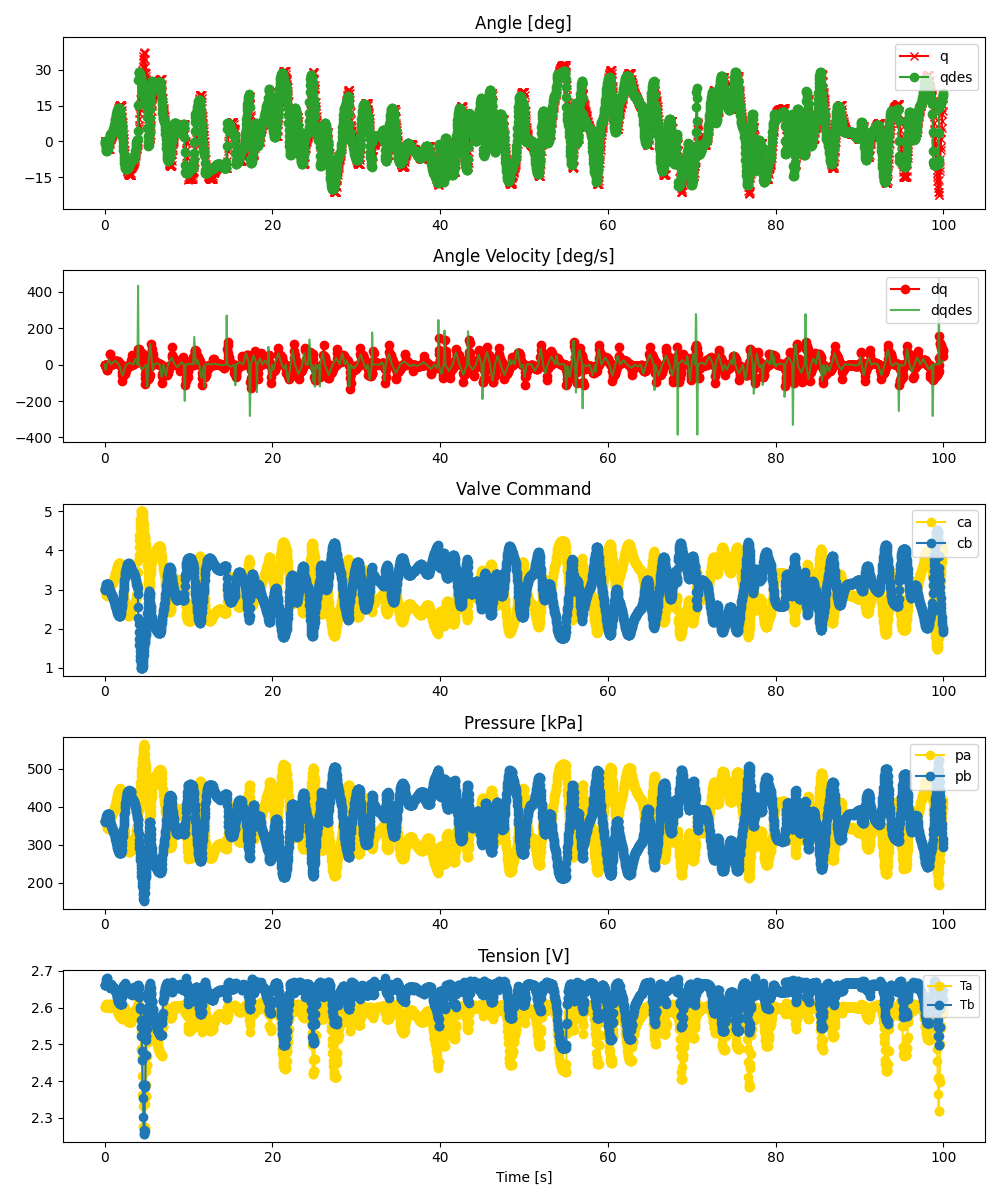 Angle [deg]
30
15
0
−15
q
qdes
0 20 40 60 80 100
Angle Velocity [deg/s]
400
200
0
−200
−400
dq
dqdes
0 20 40 60 80 100
Valve Command
5
4
3
2
1
ca
cb
0 20 40 60 80 100
Pressure [kPa]
500
400
300
200
pa
pb
0 20 40 60 80 100
Tension [V]
2.7
2.6
2.5
2.4
2.3
Ta
Tb
0 20 40 60 80 100
Time [s]